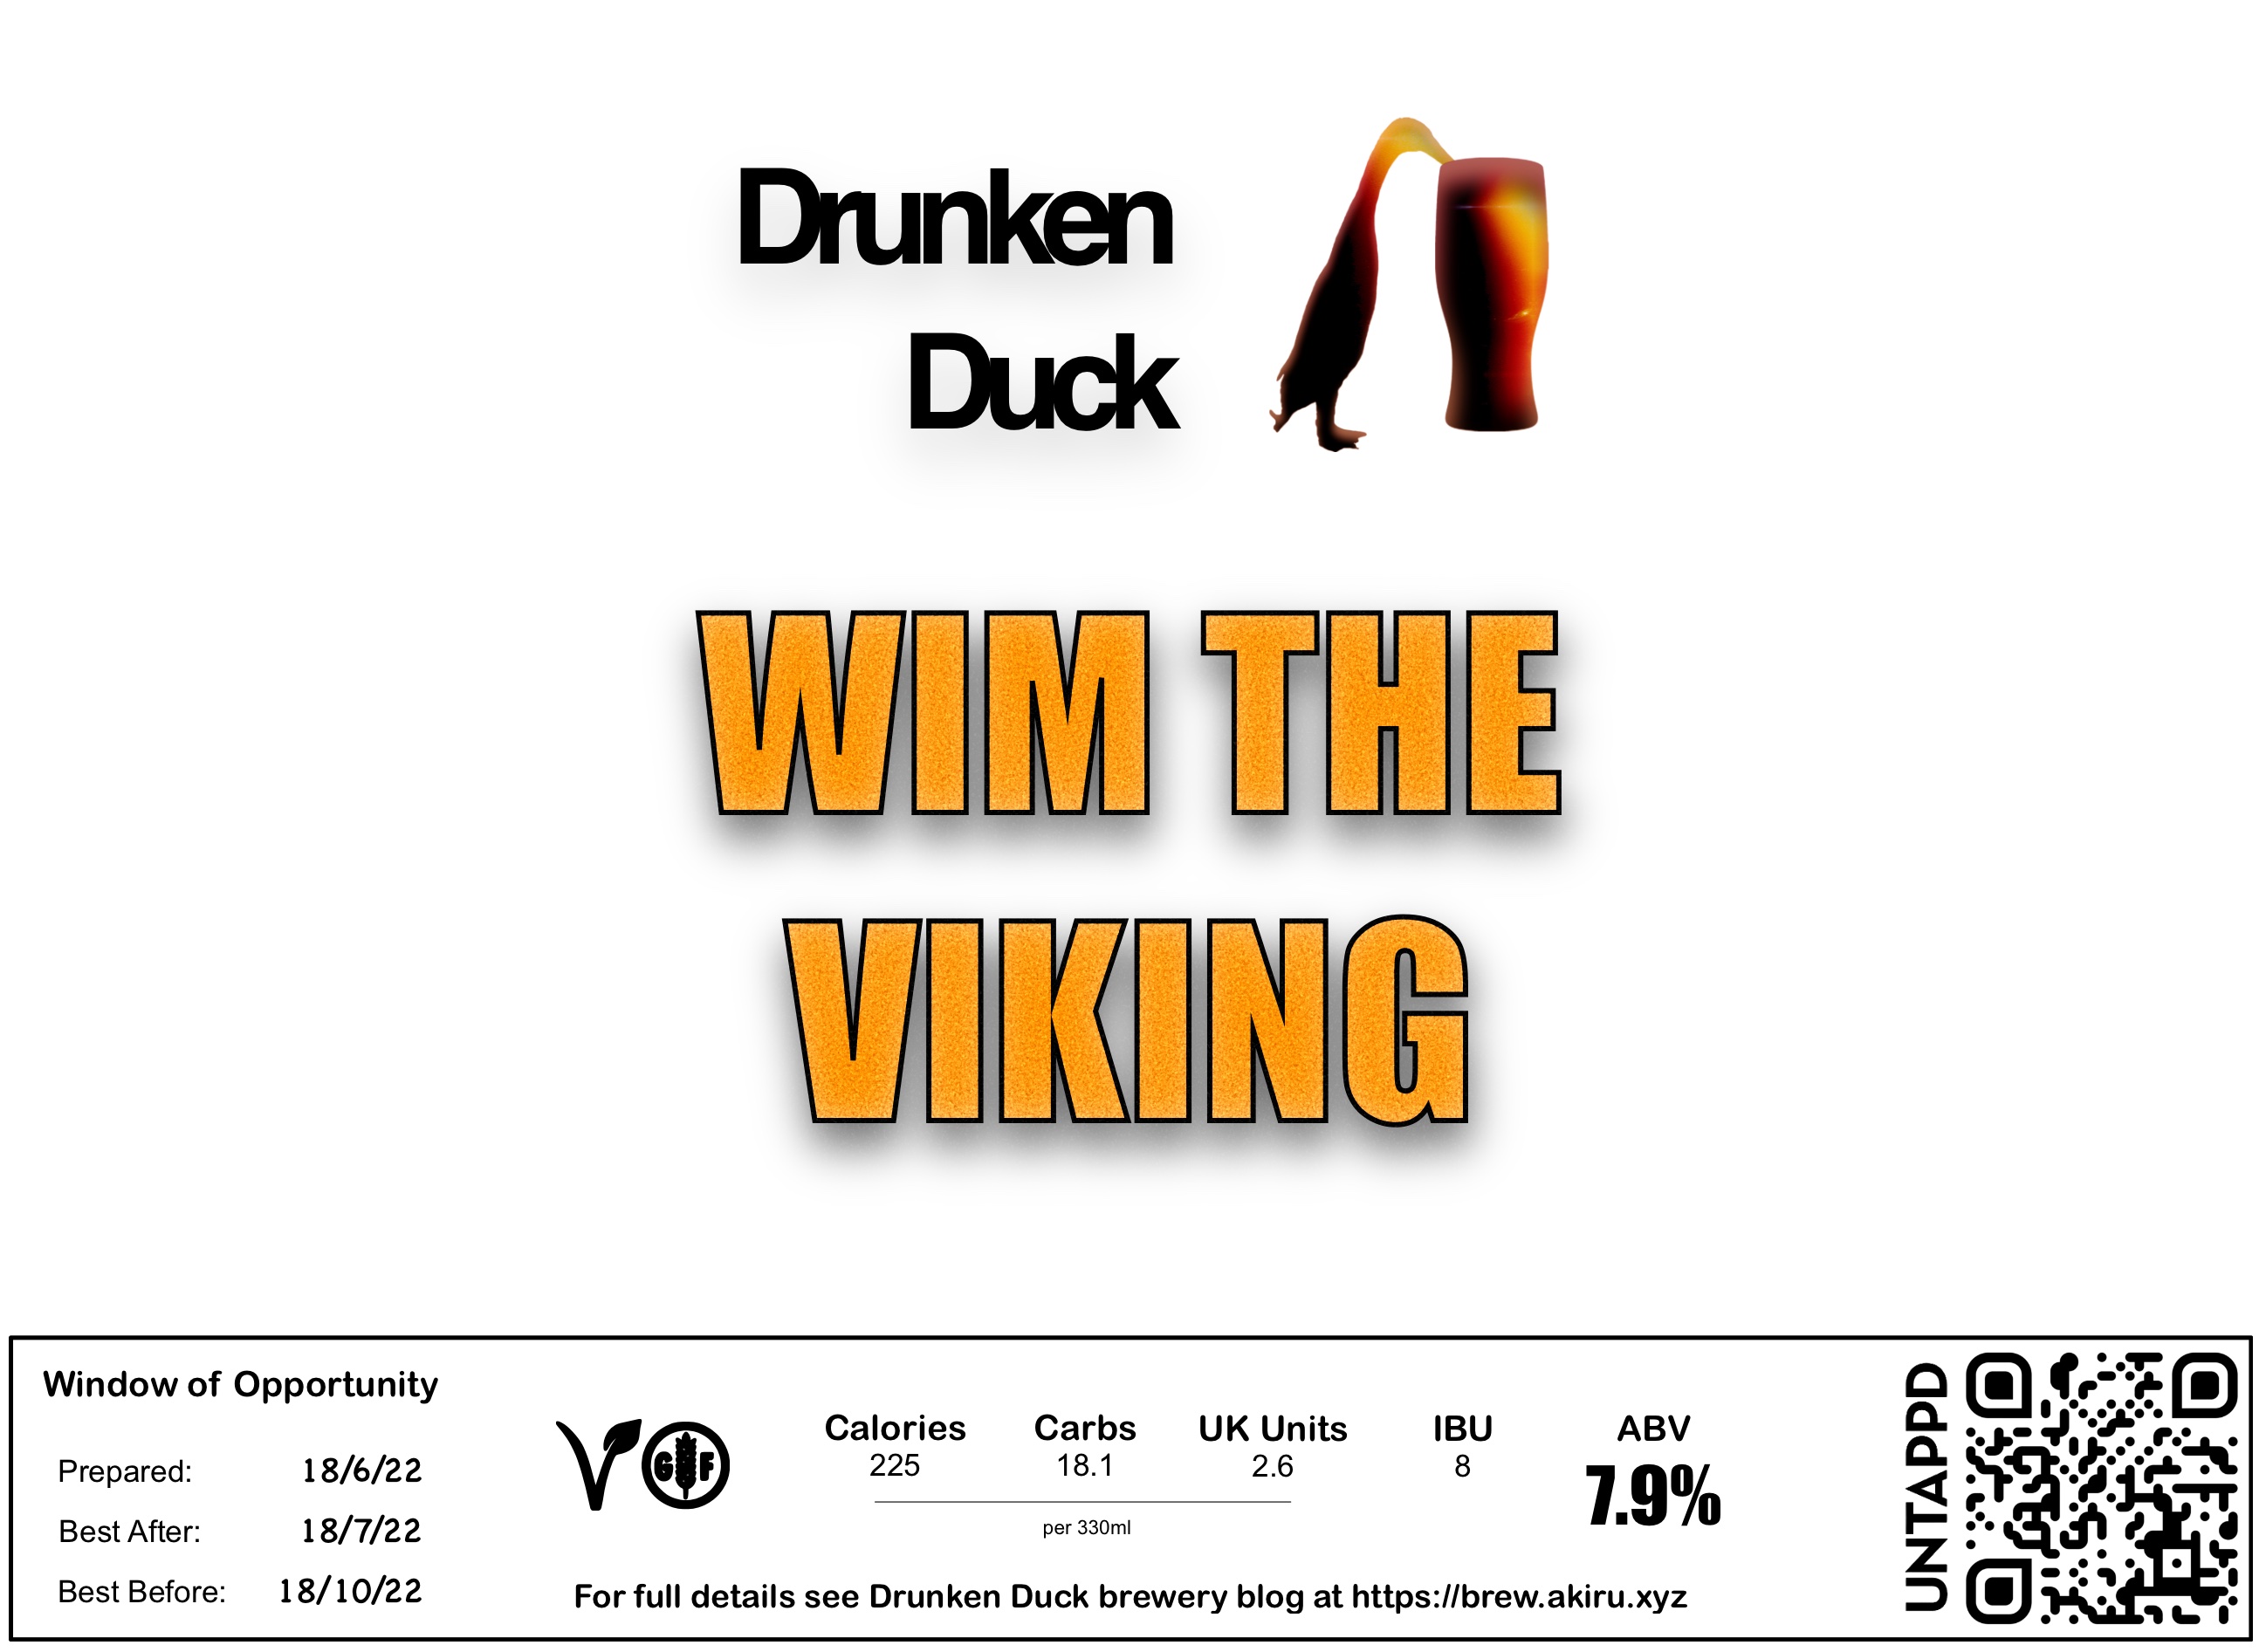 Drunken
Duck
WIM THE
VIKING
Window of Opportunity
Prepared: 18/6/22
Best After: 18/7/22
Best Before: 18/10/22
V GF
Calories Carbs UK Units IBU ABV
225 18.1 2.6 8 7.9%
per 330ml
For full details see Drunken Duck brewery blog at https://brew.akiru.xyz
UNTAPPD